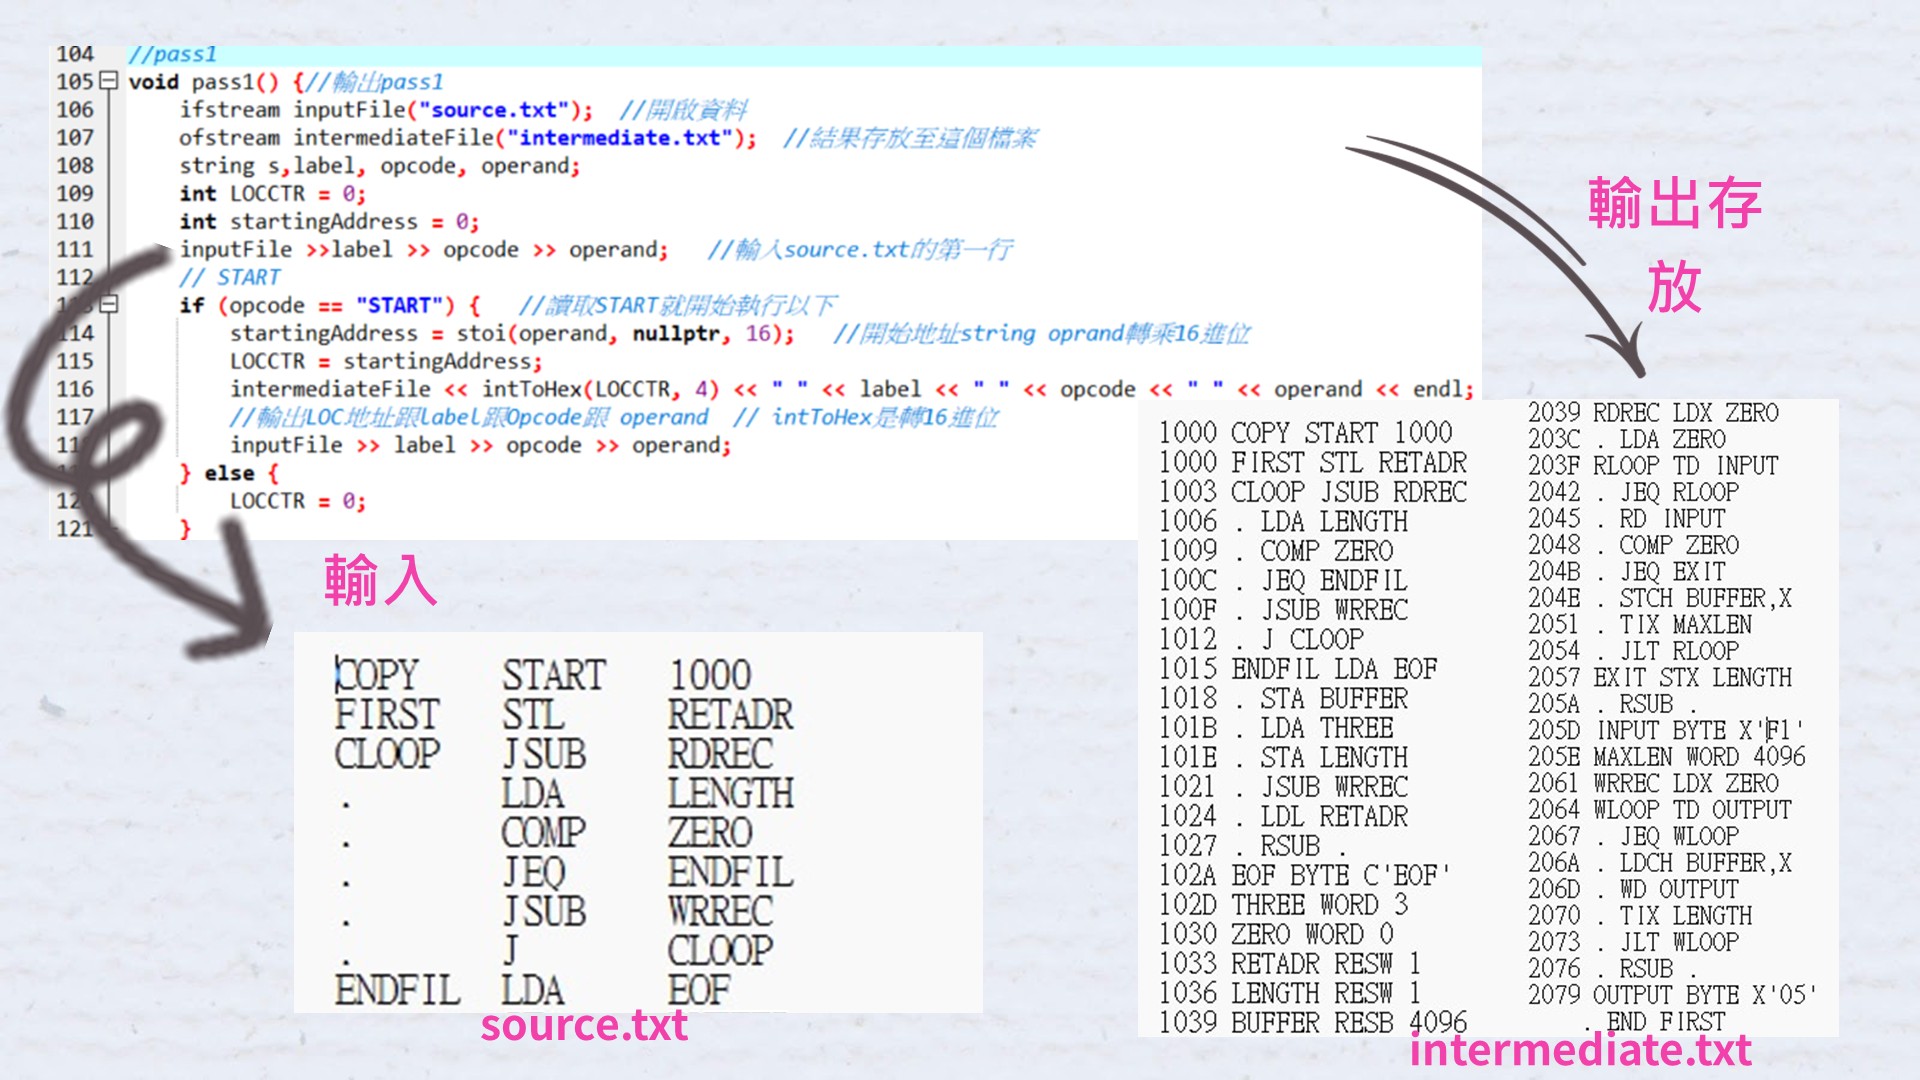 104 //pass1
105 void pass1() {//輸出pass1
106 ifstream inputFile("source.txt"); //開啟資料
107 ofstream intermediateFile("intermediate.txt"); //結果存放至這個檔案
108 string s,label, opcode, operand;
109 int LOCCTR = 0;
110 int startingAddress = 0;
111 inputFile >>label >> opcode >> operand; //輸入source.txt的第一行
112 // START
if (opcode == "START") { //讀取START就開始執行以下
114 startingAddress = stoi(operand, nullptr, 16); //開始地址string oprand轉乘16進位
115 LOCCTR = startingAddress;
116 intermediateFile << intToHex(LOCCTR, 4) << " " << label << " " << opcode << " " << operand << endl;
117 //輸出LOC地址跟label跟Opcode跟 operand // intToHex是轉16進位
inputFile >> label >> opcode >> operand;
} else {
LOCCTR = 0;
121 }
輸入
COPY START 1000
FIRST STL RETADR
CLOOP JSUB RDREC
. LDA LENGTH
. COMP ZERO
. JEQ ENDFIL
. JSUB WRREC
. J CLOOP
ENDFIL LDA EOF
source.txt
輸出存
放
1000 COPY START 1000
1000 FIRST STL RETADR
1003 CLOOP JSUB RDREC
1006 . LDA LENGTH
1009 . COMP ZERO
100C . JEQ ENDFIL
100F . JSUB WRREC
1012 . J CLOOP
1015 ENDFIL LDA EOF
1018 . STA BUFFER
101B . LDA THREE
101E . STA LENGTH
1021 . JSUB WRREC
1024 . LDL RETADR
1027 . RSUB .
102A EOF BYTE C'EOF'
102D THREE WORD 3
1030 ZERO WORD 0
1033 RETADR RESW 1
1036 LENGTH RESW 1
1039 BUFFER RESB 4096
2039 RDREC LDX ZERO
203C . LDA ZERO
203F RLOOP TD INPUT
2042 . JEQ RLOOP
2045 . RD INPUT
2048 . COMP ZERO
204B . JEQ EXIT
204E . STCH BUFFER,X
2051 . TIX MAXLEN
2054 . JLT RLOOP
2057 EXIT STX LENGTH
205A . RSUB .
205D INPUT BYTE X'F1'
205E MAXLEN WORD 4096
2061 WRREC LDX ZERO
2064 WLOOP TD OUTPUT
2067 . JEQ WLOOP
206A . LDCH BUFFER,X
206D . WD OUTPUT
2070 . TIX LENGTH
2073 . JLT WLOOP
2076 . RSUB .
2079 OUTPUT BYTE X'05'
. END FIRST
intermediate.txt